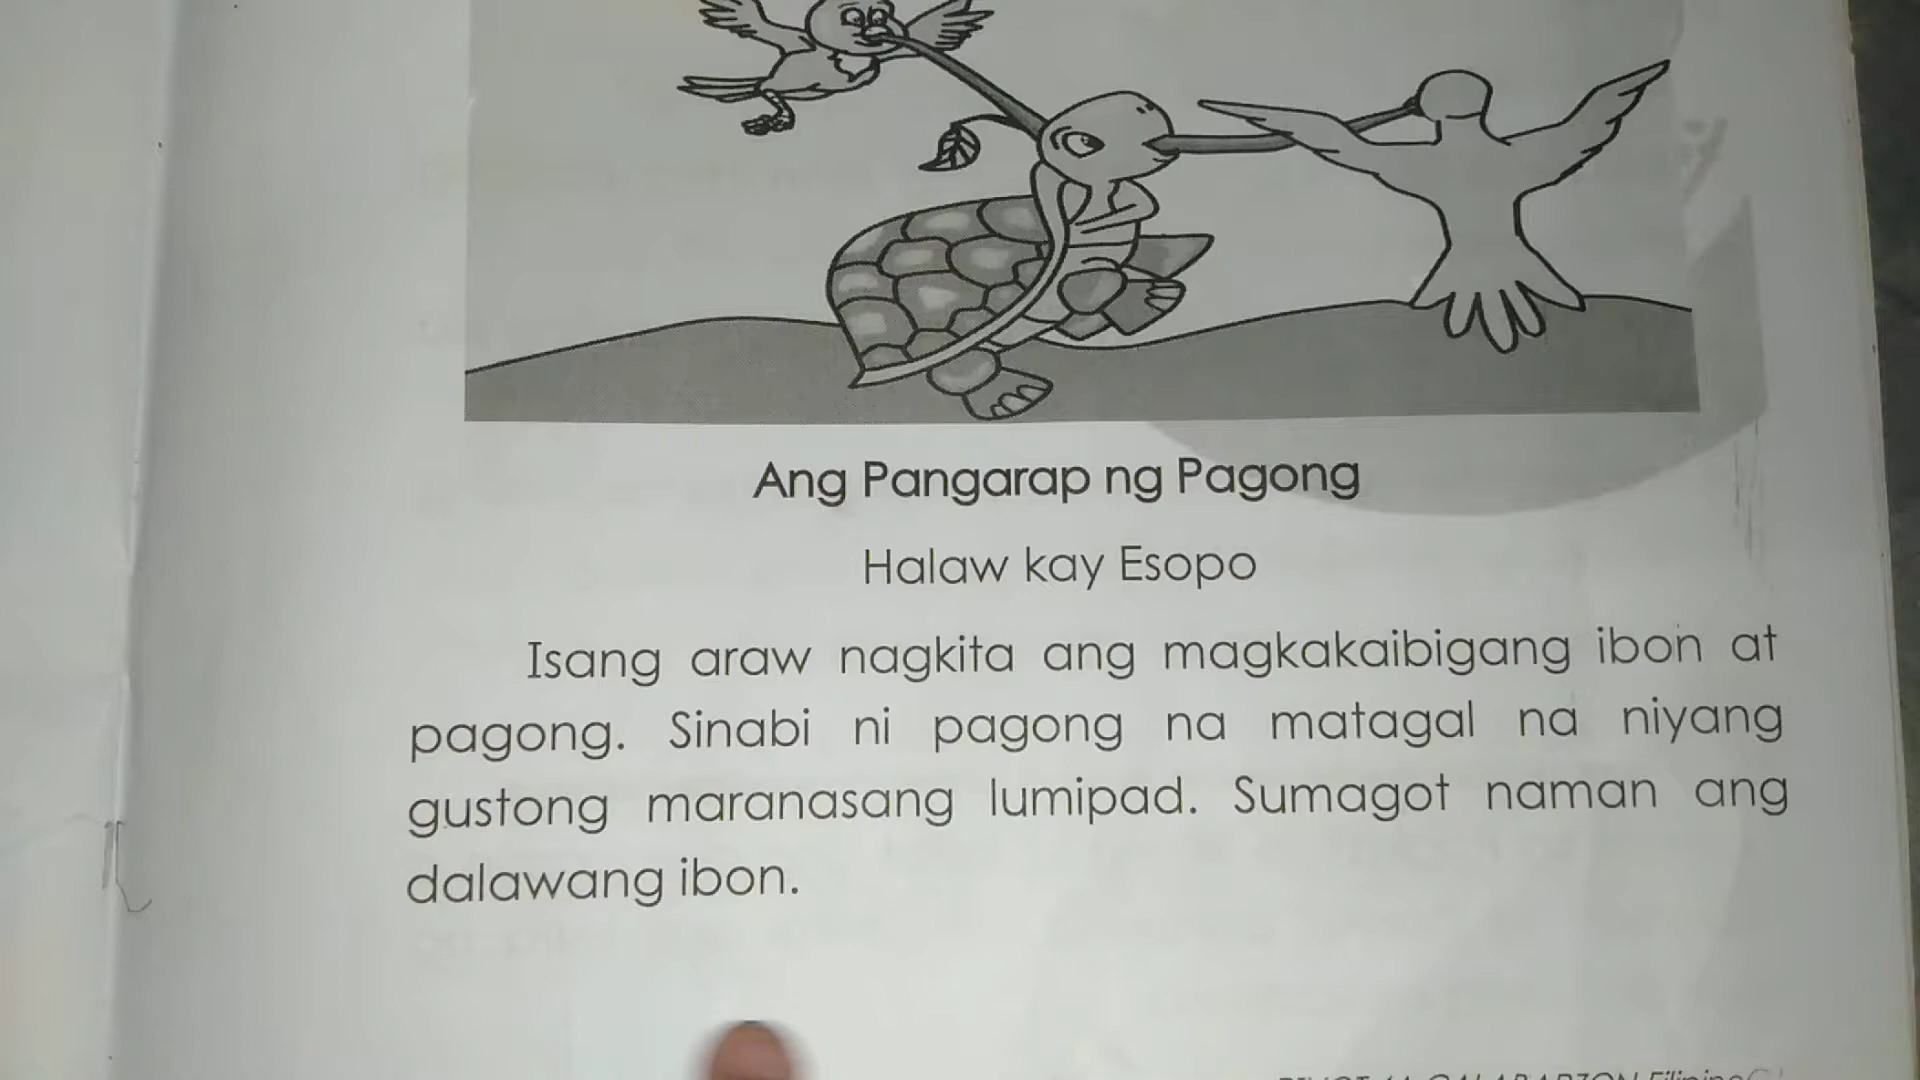 Ang Pangarap ng Pagong
Halaw kay Esopo
Isang araw nagkita ang magkakaibigang ibon at
pagong. Sinabi ni pagong na matagal na niyang
gustong maranasang lumipad. Sumagot naman ang
dalawang ibon.